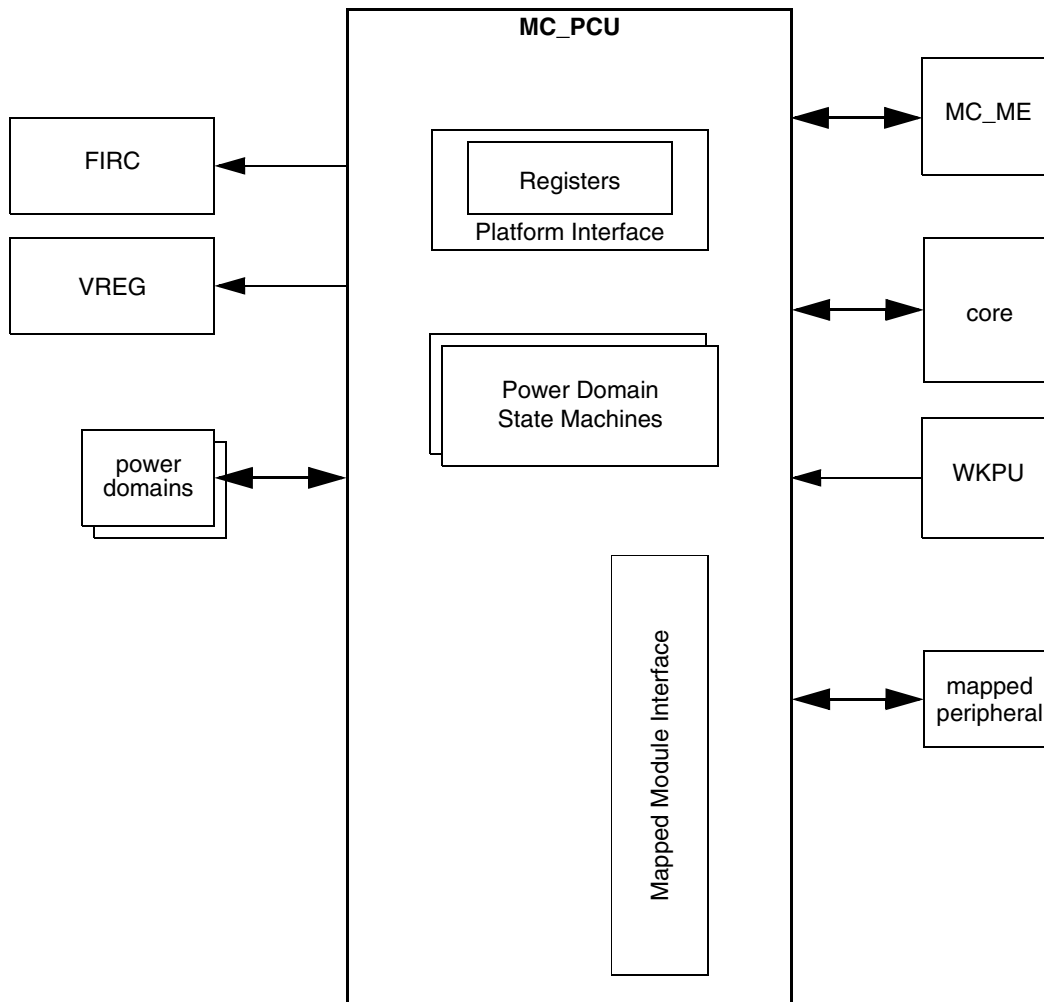 MC_PCU
MC_ME
FIRC
Registers
Platform Interface
VREG
core
Power Domain
State Machines
power
domains
WKPU
Mapped Module Interface
mapped
peripheral